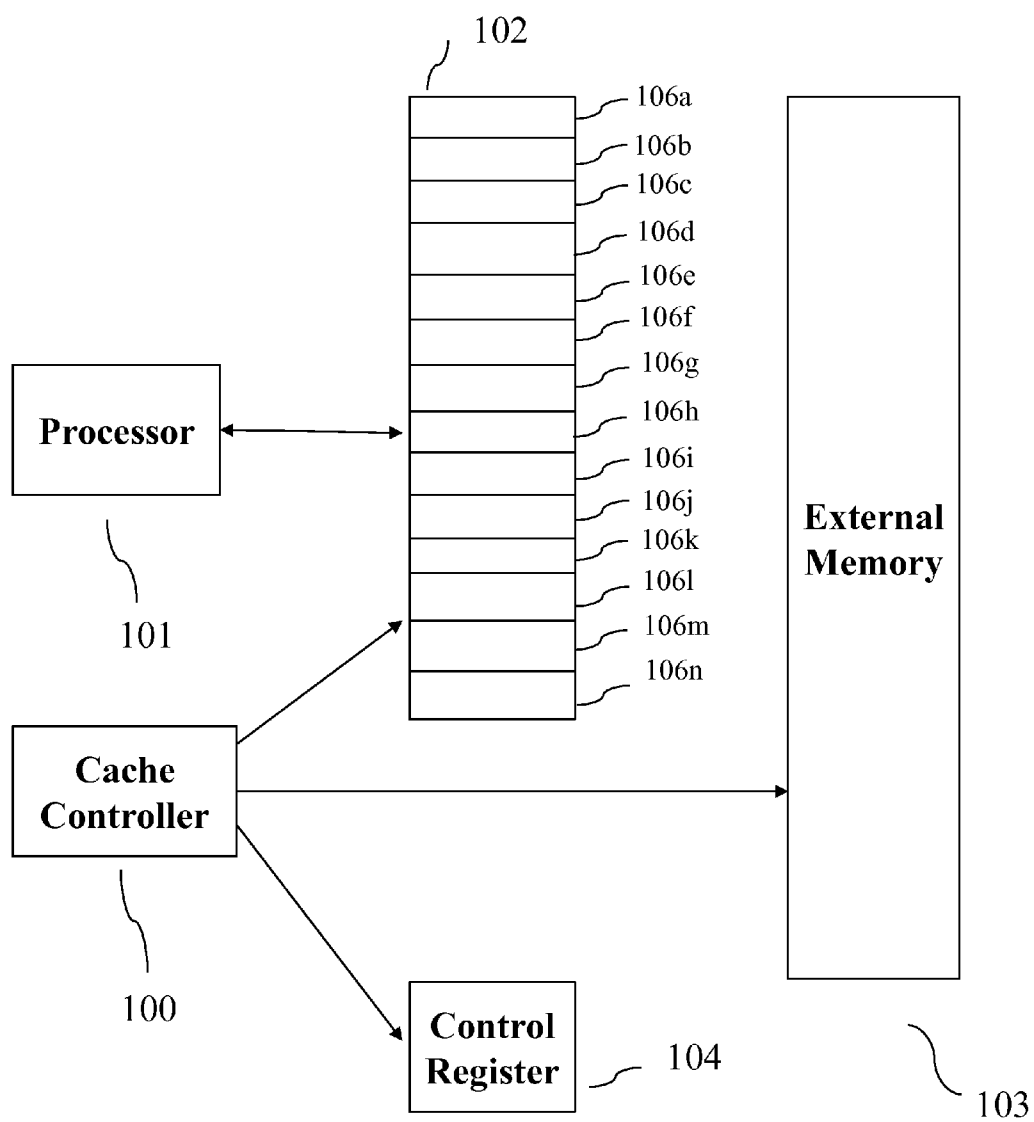 102
106a
106b
106c
106d
106e
106f
106g
106h
106i
106j
106k
106l
106m
106n
Processor
101
External
Memory
Cache
Controller
100
Control
Register
104
103